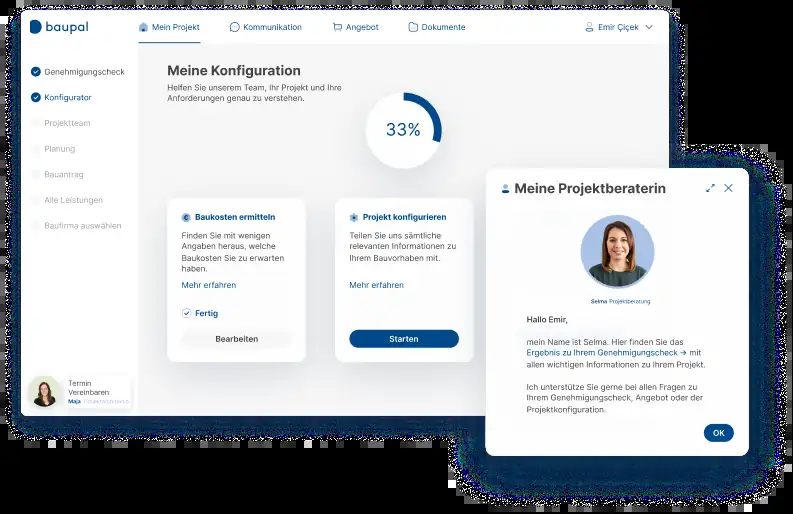 baupal
Mein Projekt
Kommunikation
Angebot
Dokumente
Emir Çiçek
Genehmigungscheck
Konfigurator
Projektteam
Planung
Bauantrag
Alle Leistungen
Baufirma auswählen
Termin
Vereinbaren
Maja
Meine Konfiguration
Helfen Sie unserem Team, Ihr Projekt und Ihre
Anforderungen genau zu verstehen.
33%
Baukosten ermitteln
Finden Sie mit wenigen
Angaben heraus, welche
Baukosten Sie zu erwarten
haben.
Mehr erfahren
Fertig
Bearbeiten
Projekt konfigurieren
Teilen Sie uns sämtliche
relevanten Informationen zu
Ihrem Bauvorhaben mit.
Mehr erfahren
Starten
Meine Projektberaterin
Selma Projektberatung
Hallo Emir,
mein Name ist Selma. Hier finden Sie das
Ergebnis zu Ihrem Genehmigungscheck → mit
allen wichtigen Informationen zu Ihrem Projekt.
Ich unterstütze Sie gerne bei allen Fragen zu
Ihrem Genehmigungscheck, Angebot oder der
Projektkonfiguration.
OK